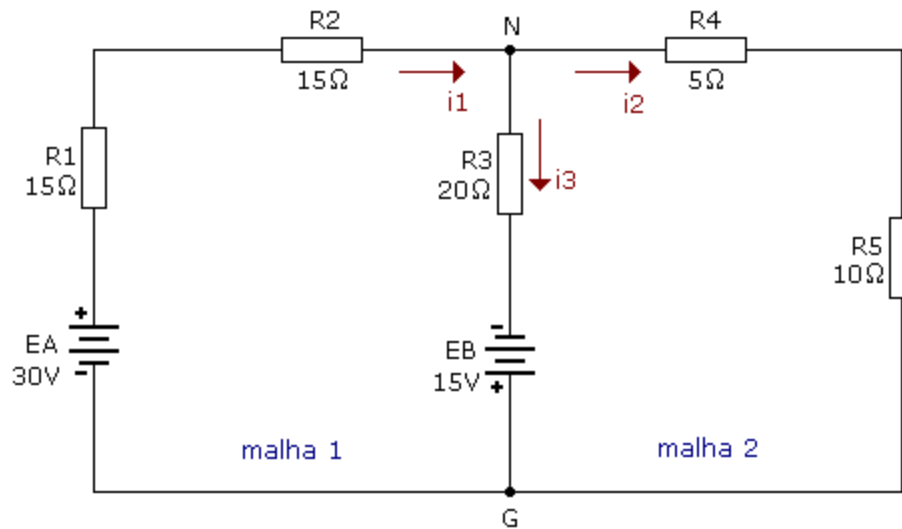 R2
15Ω
N
R4
5Ω
i1
i2
R1
15Ω
R3
20Ω
i3
R5
10Ω
+
EA
30V
-
-
EB
15V
+
malha 1
malha 2
G